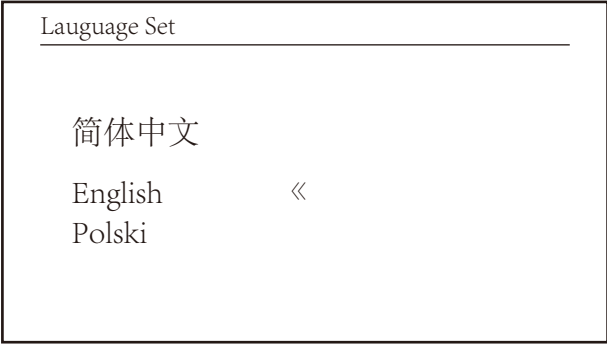 Lauguage Set
简体中文
English 《
Polski